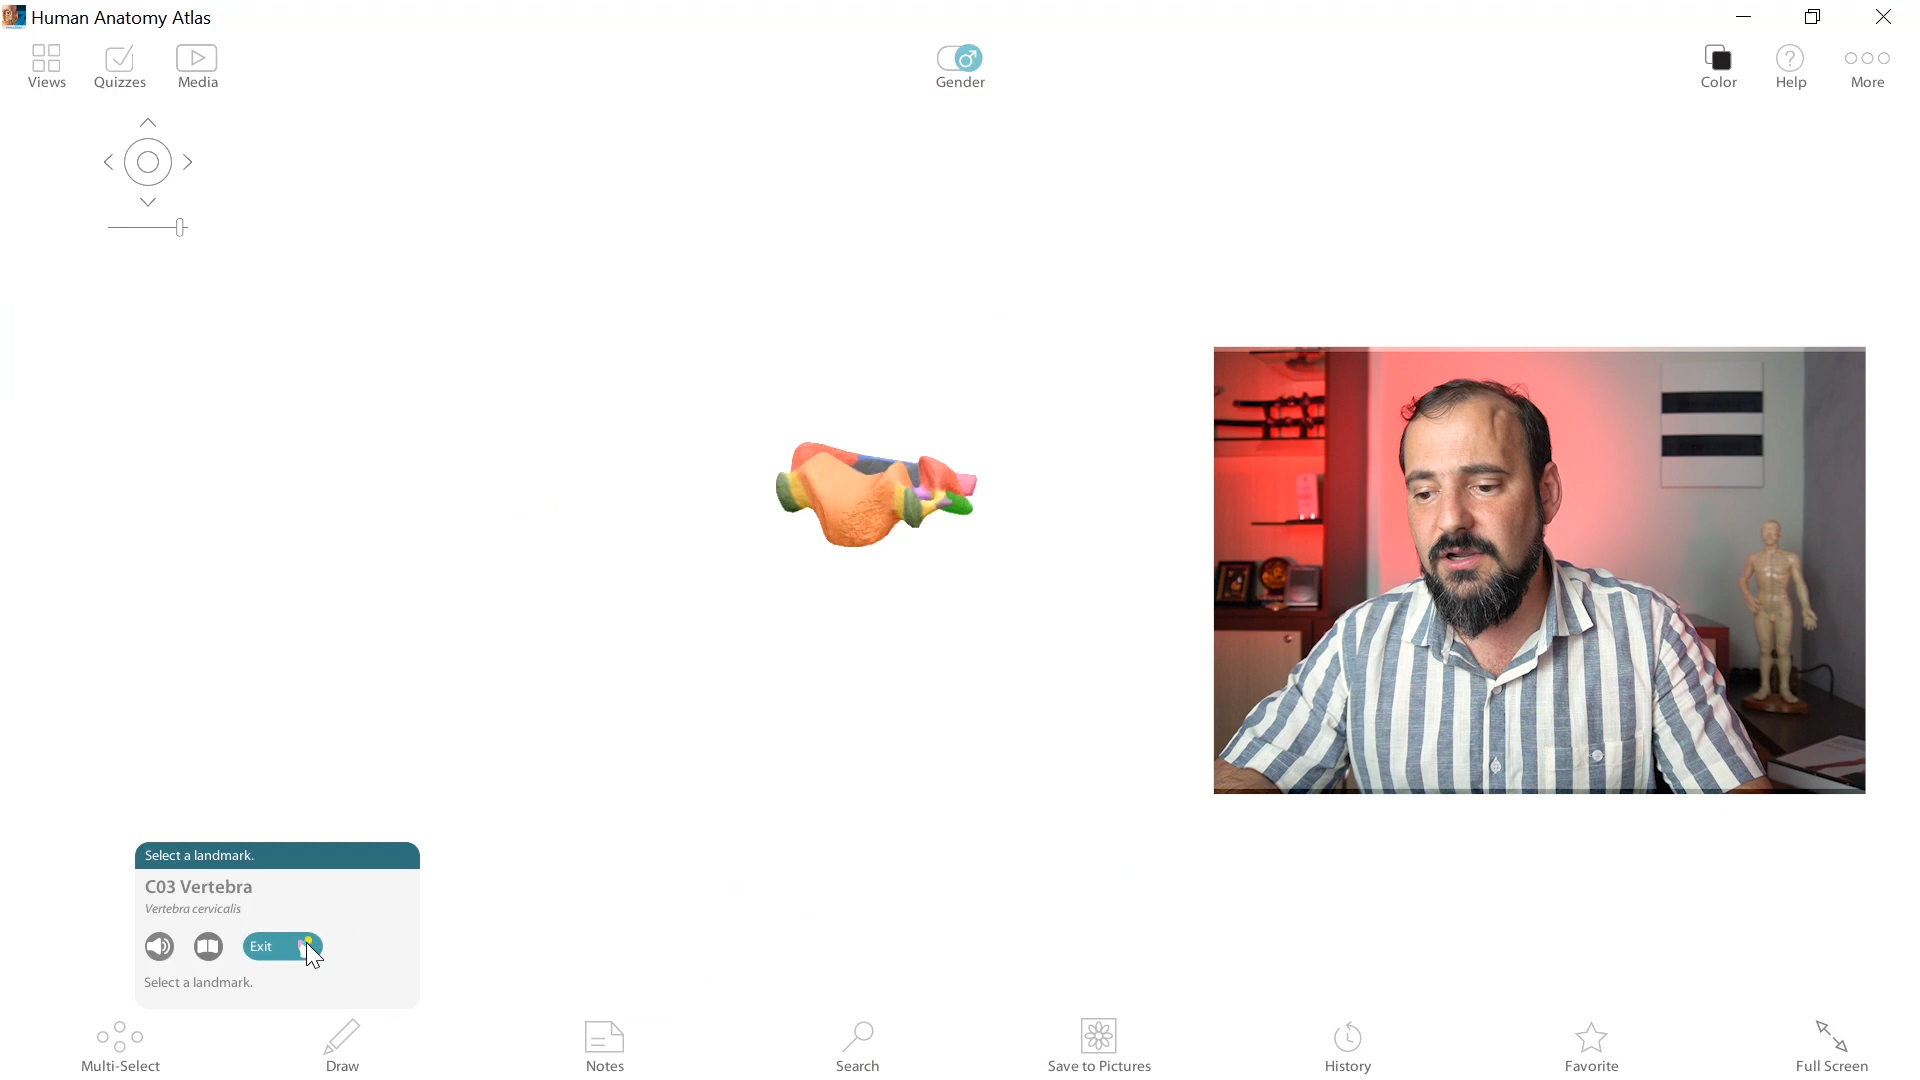 Human Anatomy Atlas
Views
Quizzes
Media
Gender
Color
Help
More
Select a landmark.
C03 Vertebra
Vertebra cervicalis
Exit
Select a landmark.
Multi-Select
Draw
Notes
Search
Save to Pictures
History
Favorite
Full Screen